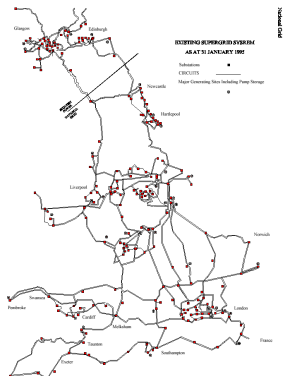 National Grid
Glasgow
Edinburgh
EXISTING SUPERGRID SYSTEM
AS AT 31 JANUARY 1995
Substations
CIRCUITS
Major Generating Sites Including Pump Storage
Newcastle
Hartlepool
Liverpool
Norwich
Swansea
Pembroke
Cardiff
London
Melksham
Taunton
France
Southampton
Exeter